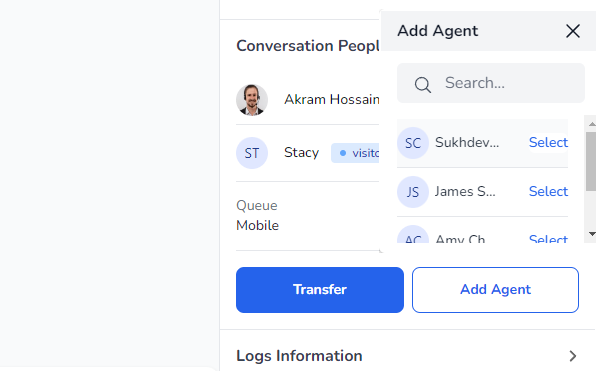 Conversation Peopl
Add Agent
Search...
Akram Hossain
ST
Stacy
visito
Queue
Mobile
SC
Sukhdev...
Select
JS
James S...
Select
AC
Amy Ch
Select
Transfer
Add Agent
Logs Information